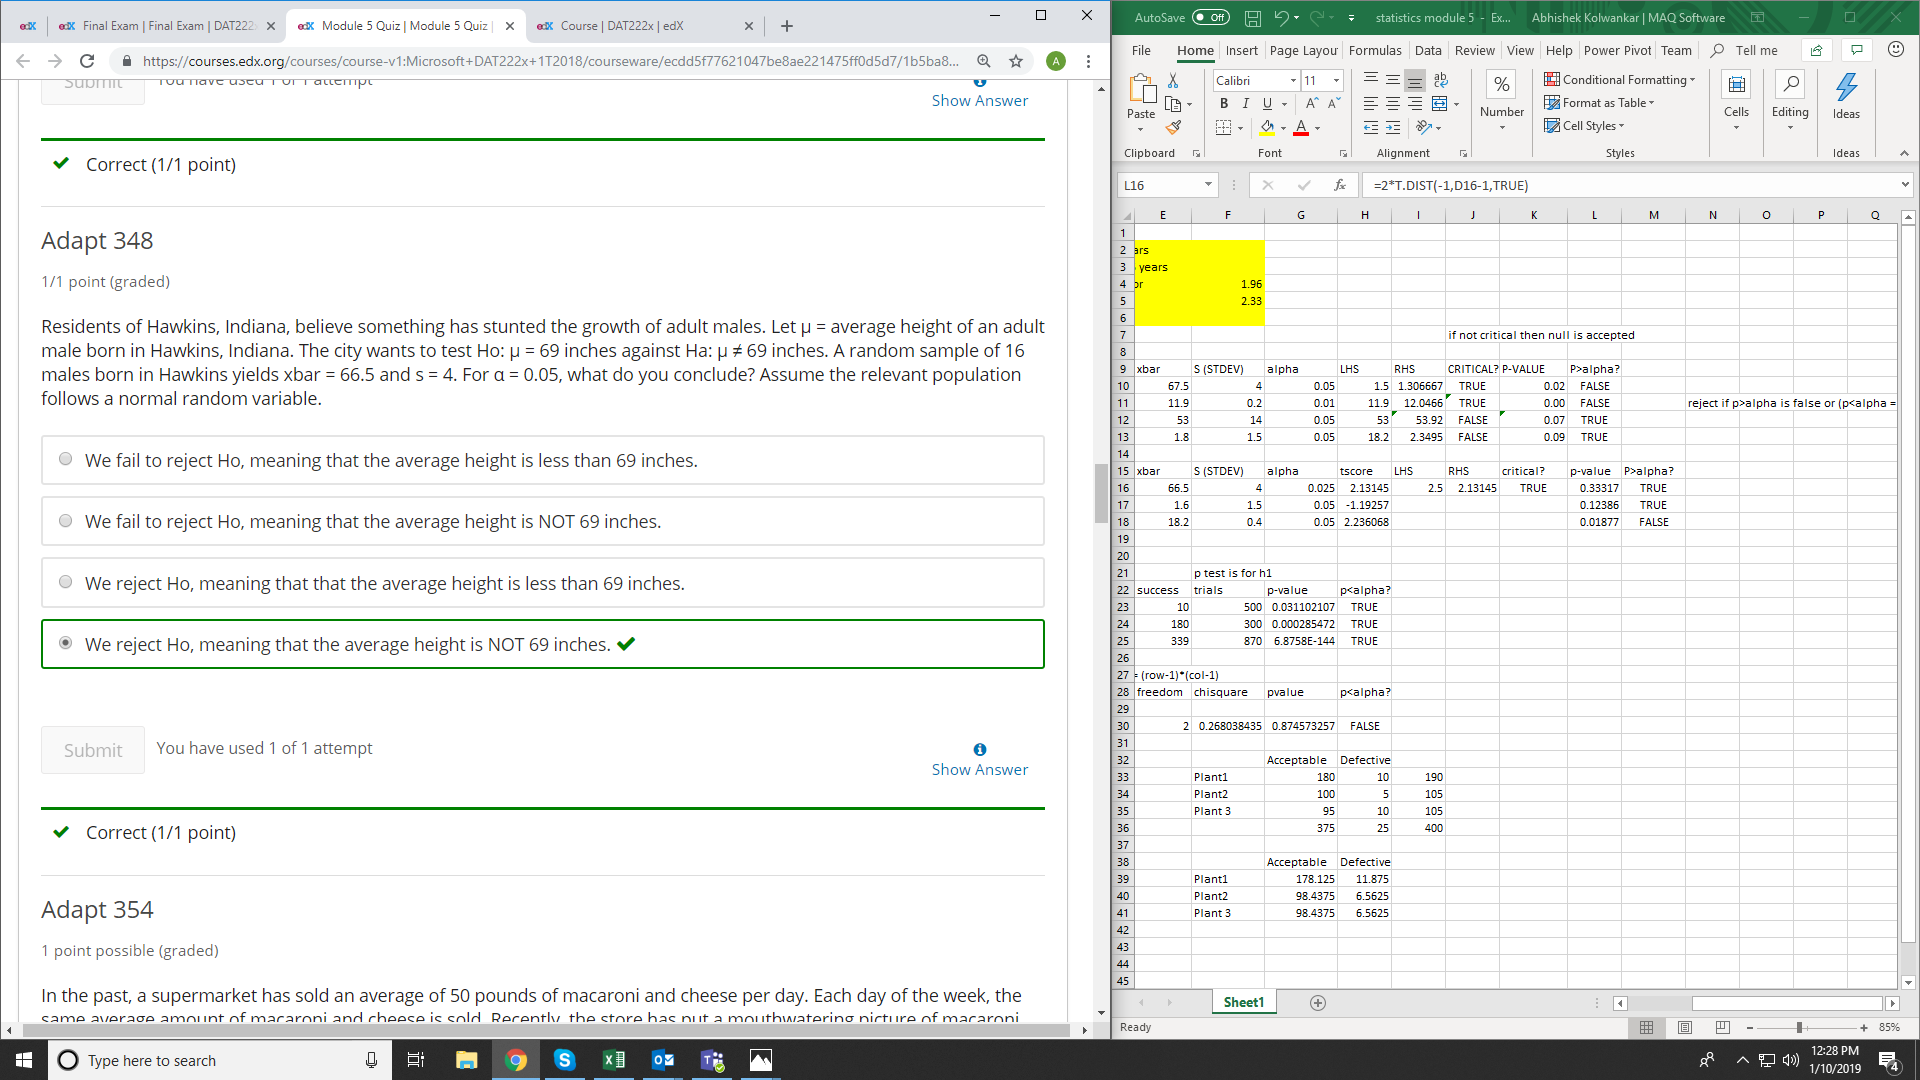 Final Exam | Final Exam | DAT222x
Module 5 Quiz | Module 5 Quiz |
Course | DAT222x | edX
https://courses.edx.org/courses/course-v1:Microsoft+DAT222x+1T2018/courseware/ecdd5f77621047be8ae221475ff0d5d7/1b5ba8...
A
Submit
You have used 1 of 1 attempt
Show Answer
Correct (1/1 point)
Adapt 348
1/1 point (graded)
Residents of Hawkins, Indiana, believe something has stunted the growth of adult males. Let μ = average height of an adult
male born in Hawkins, Indiana. The city wants to test Ho: μ = 69 inches against Ha: μ ≠ 69 inches. A random sample of 16
males born in Hawkins yields xbar = 66.5 and s = 4. For α = 0.05, what do you conclude? Assume the relevant population
follows a normal random variable.
We fail to reject Ho, meaning that the average height is less than 69 inches.
We fail to reject Ho, meaning that the average height is NOT 69 inches.
We reject Ho, meaning that that the average height is less than 69 inches.
We reject Ho, meaning that the average height is NOT 69 inches.
Submit
You have used 1 of 1 attempt
Show Answer
Correct (1/1 point)
Adapt 354
1 point possible (graded)
In the past, a supermarket has sold an average of 50 pounds of macaroni and cheese per day. Each day of the week, the
same average amount of macaroni and cheese is sold. Recently, the store has put a mouthwatering picture of macaroni
AutoSave Off statistics module 5 - Ex... Abhishek Kolwankar | MAQ Software
File Home Insert Page Layou Formulas Data Review View Help Power Pivot Team Tell me
Paste
Calibri 11
B I U
Number
Conditional Formatting
Format as Table
Cell Styles
Cells
Editing
Ideas
Clipboard Font Alignment Styles Ideas
L16 fx =2*T.DIST(-1,D16-1,TRUE)
E F G H I J K L M N O P Q
1
2 ars
3 years
4 or 1.96
5 2.33
6
7 if not critical then null is accepted
8
9 xbar S (STDEV) alpha LHS RHS CRITICAL? P-VALUE P>alpha?
10 67.5 4 0.05 1.5 1.306667 TRUE 0.02 FALSE
11 11.9 0.2 0.01 11.9 12.0466 TRUE 0.00 FALSE reject if p>alpha is false or (p<alpha =
12 53 14 0.05 53 53.92 FALSE 0.07 TRUE
13 1.8 1.5 0.05 18.2 2.3495 FALSE 0.09 TRUE
14
15 xbar S (STDEV) alpha tscore LHS RHS critical? p-value P>alpha?
16 66.5 4 0.025 2.13145 2.5 2.13145 TRUE 0.33317 TRUE
17 1.6 1.5 0.05 -1.19257 0.12386 TRUE
18 18.2 0.4 0.05 2.236068 0.01877 FALSE
19
20
21 p test is for h1
22 success trials p-value p<alpha?
23 10 500 0.031102107 TRUE
24 180 300 0.000285472 TRUE
25 339 870 6.8758E-144 TRUE
26
27 = (row-1)*(col-1)
28 freedom chisquare pvalue p<alpha?
29
30 2 0.268038435 0.874573257 FALSE
31
32 Acceptable Defective
33 Plant1 180 10 190
34 Plant2 100 5 105
35 Plant 3 95 10 105
36 375 25 400
37
38 Acceptable Defective
39 Plant1 178.125 11.875
40 Plant2 98.4375 6.5625
41 Plant 3 98.4375 6.5625
42
43
44
45
Sheet1
Ready 85%
Type here to search
12:28 PM
1/10/2019
4